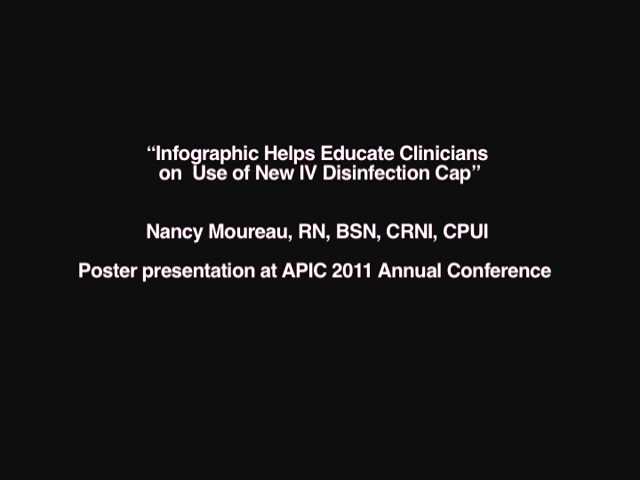 “Infographic Helps Educate Clinicians
on  Use of New IV Disinfection Cap”
Nancy Moureau, RN, BSN, CRNI, CPUI
Poster presentation at APIC 2011 Annual Conference